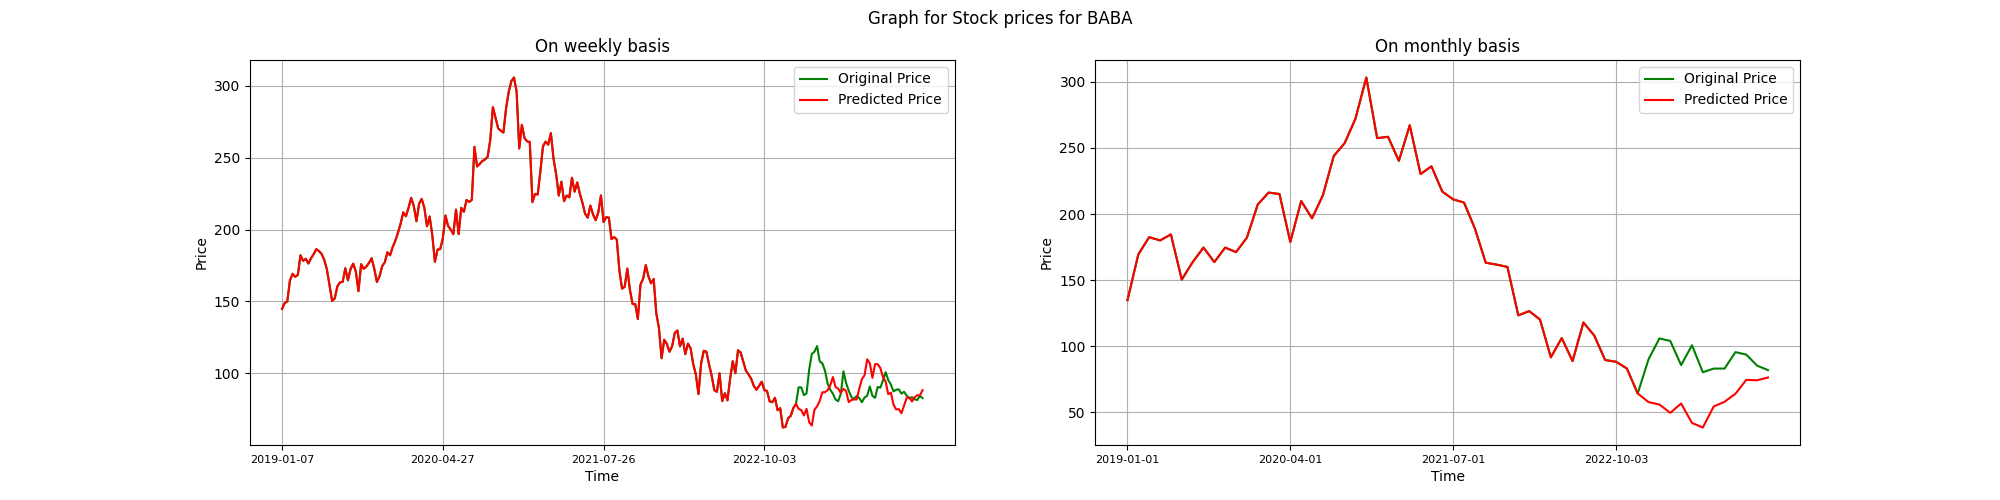 Graph for Stock prices for BABA
On weekly basis
300
250
200
150
100
Price
Original Price
Predicted Price
2019-01-07 2020-04-27 2021-07-26 2022-10-03
Time
On monthly basis
300
250
200
150
100
50
Price
Original Price
Predicted Price
2019-01-01 2020-04-01 2021-07-01 2022-10-03
Time